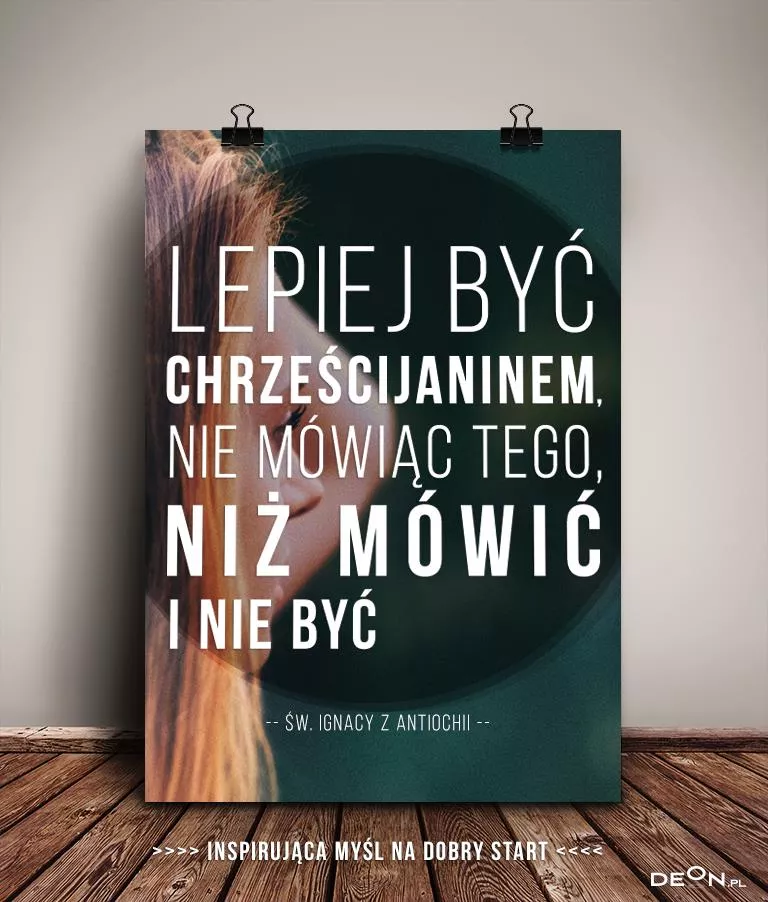 LEPIEJ BYĆ
CHRZEŚCIJANINEM,
NIE MÓWIĄC TEGO,
NIŻ MÓWIĆ
I NIE BYĆ
-- ŚW. IGNACY Z ANTIOCHII --
>>>> INSPIRUJĄCA MYŚL NA DOBRY START <<<<
DEON.PL